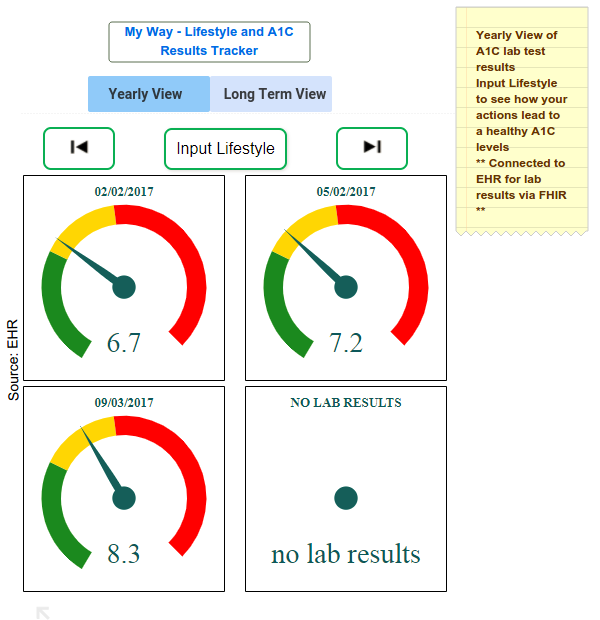 My Way - Lifestyle and A1C
Results Tracker
Yearly View
Long Term View
Input Lifestyle
Yearly View of
A1C lab test
results
Input Lifestyle
to see how your
actions lead to
a healthy A1C
levels
** Connected to
EHR for lab
results via FHIR
**
Source: EHR
02/02/2017
6.7
05/02/2017
7.2
09/03/2017
8.3
NO LAB RESULTS
no lab results